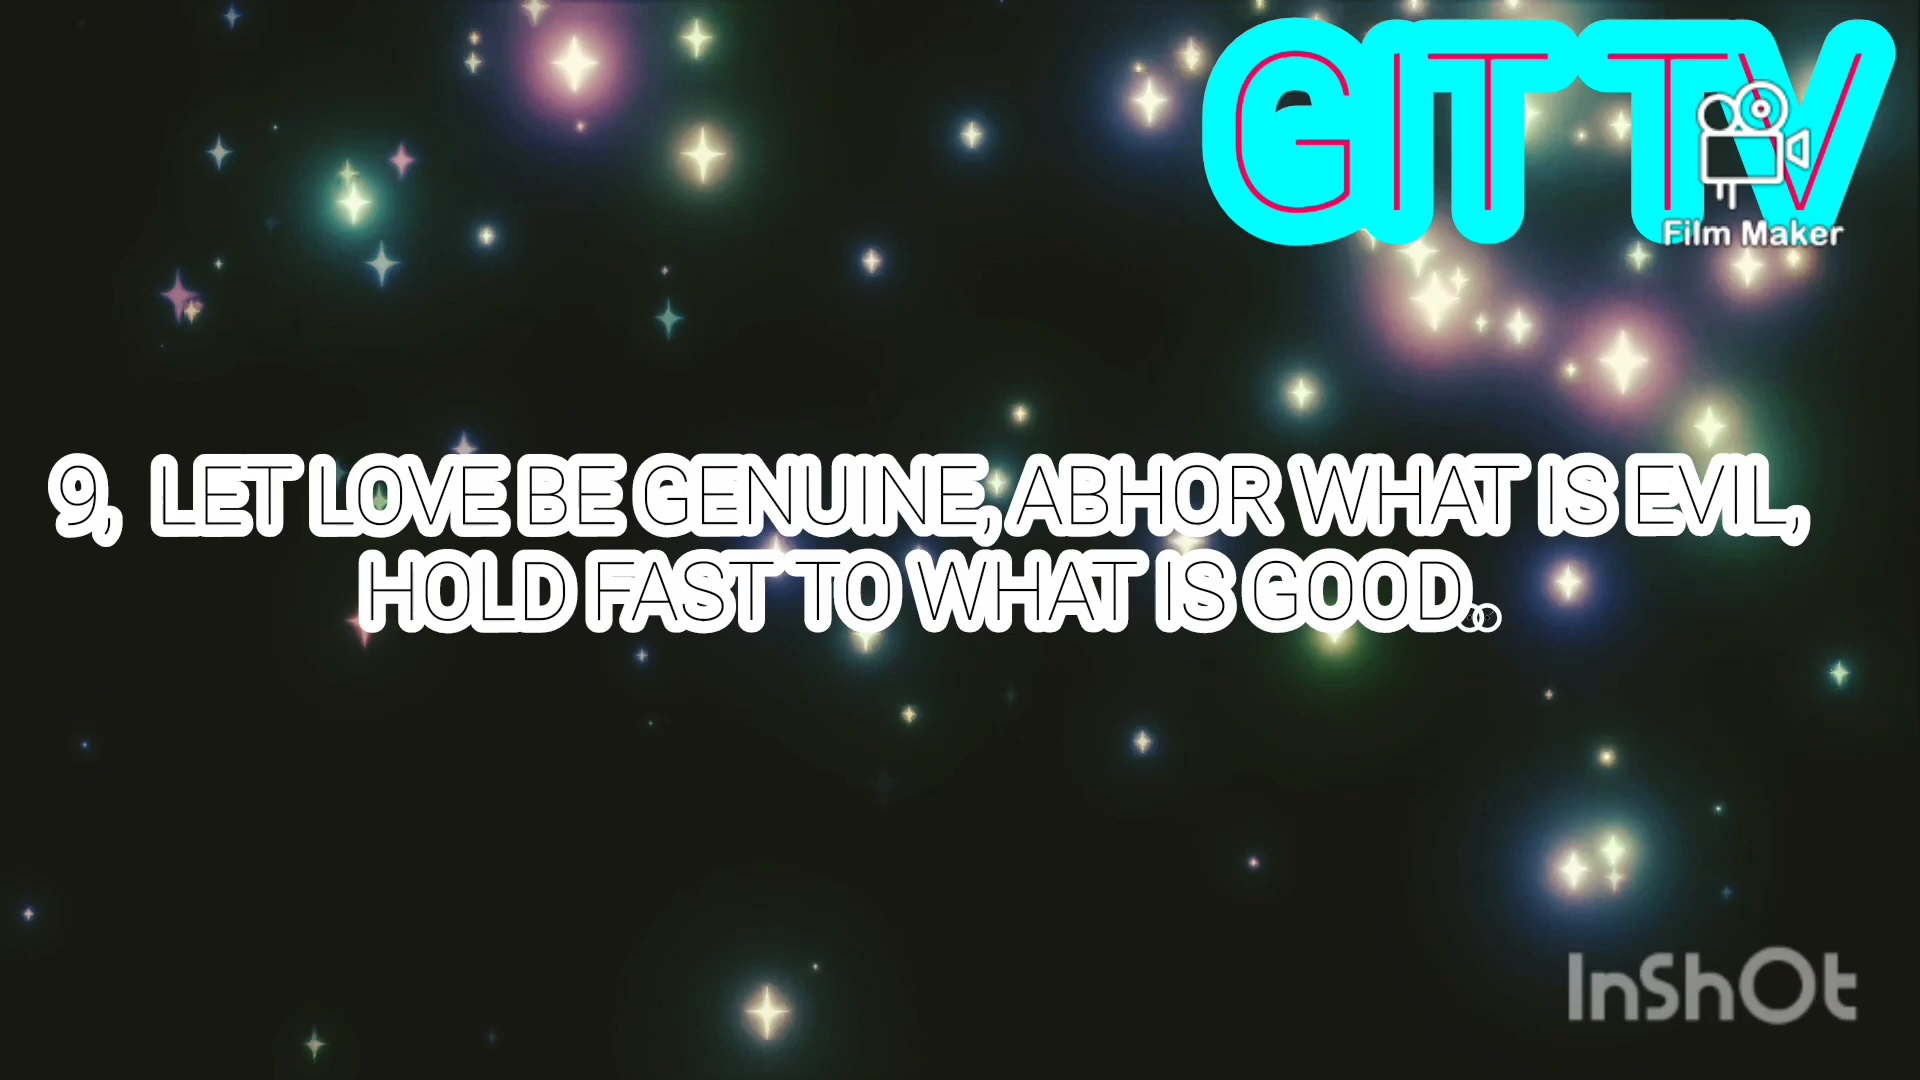 GIT TV
Film Maker
9, LET LOVE BE GENUINE, ABHOR WHAT IS EVIL,
HOLD FAST TO WHAT IS GOOD..
InShOt